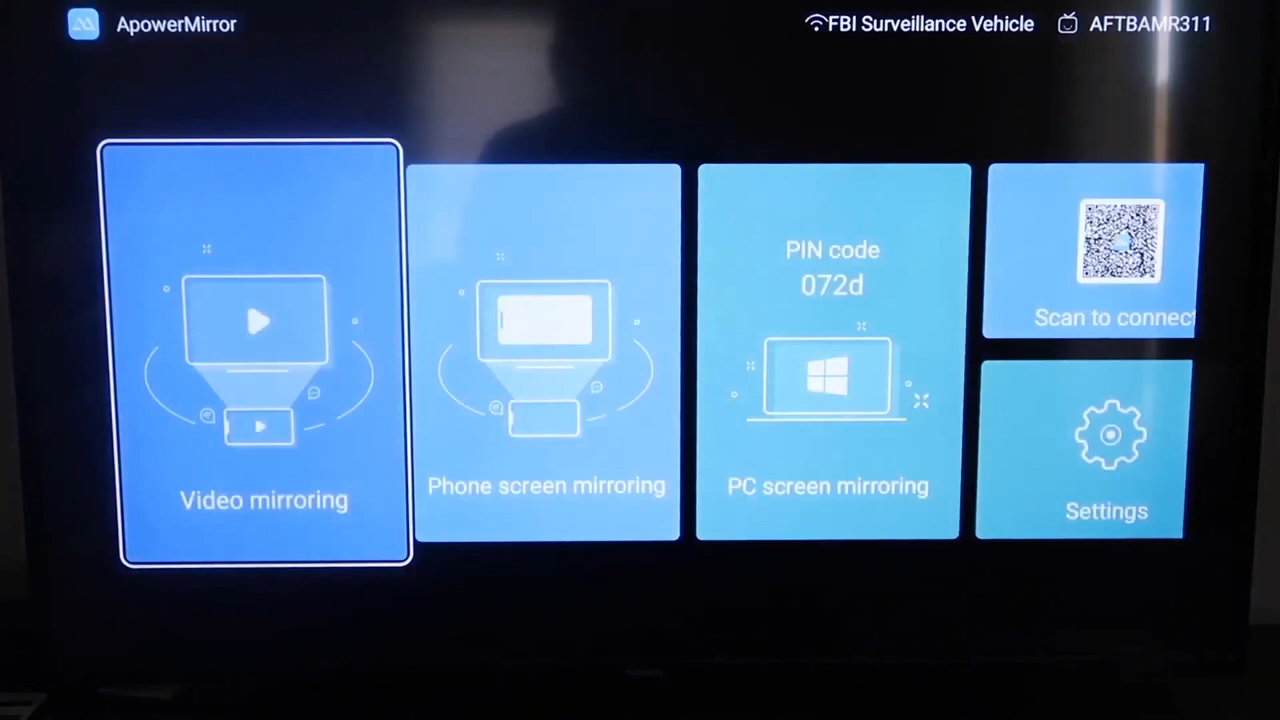 ApowerMirror
FBI Surveillance Vehicle
AFTBAMR311
Video mirroring
Phone screen mirroring
PIN code
072d
PC screen mirroring
Scan to connect
Settings